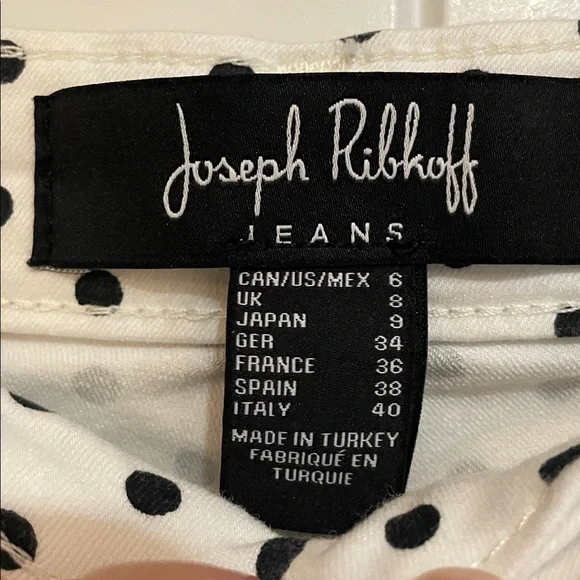 Joseph Ribkoff
JEANS
CAN/US/MEX 6
UK 8
JAPAN 9
GER 34
FRANCE 36
SPAIN 38
ITALY 40
MADE IN TURKEY
FABRIQUÉ EN
TURQUIE